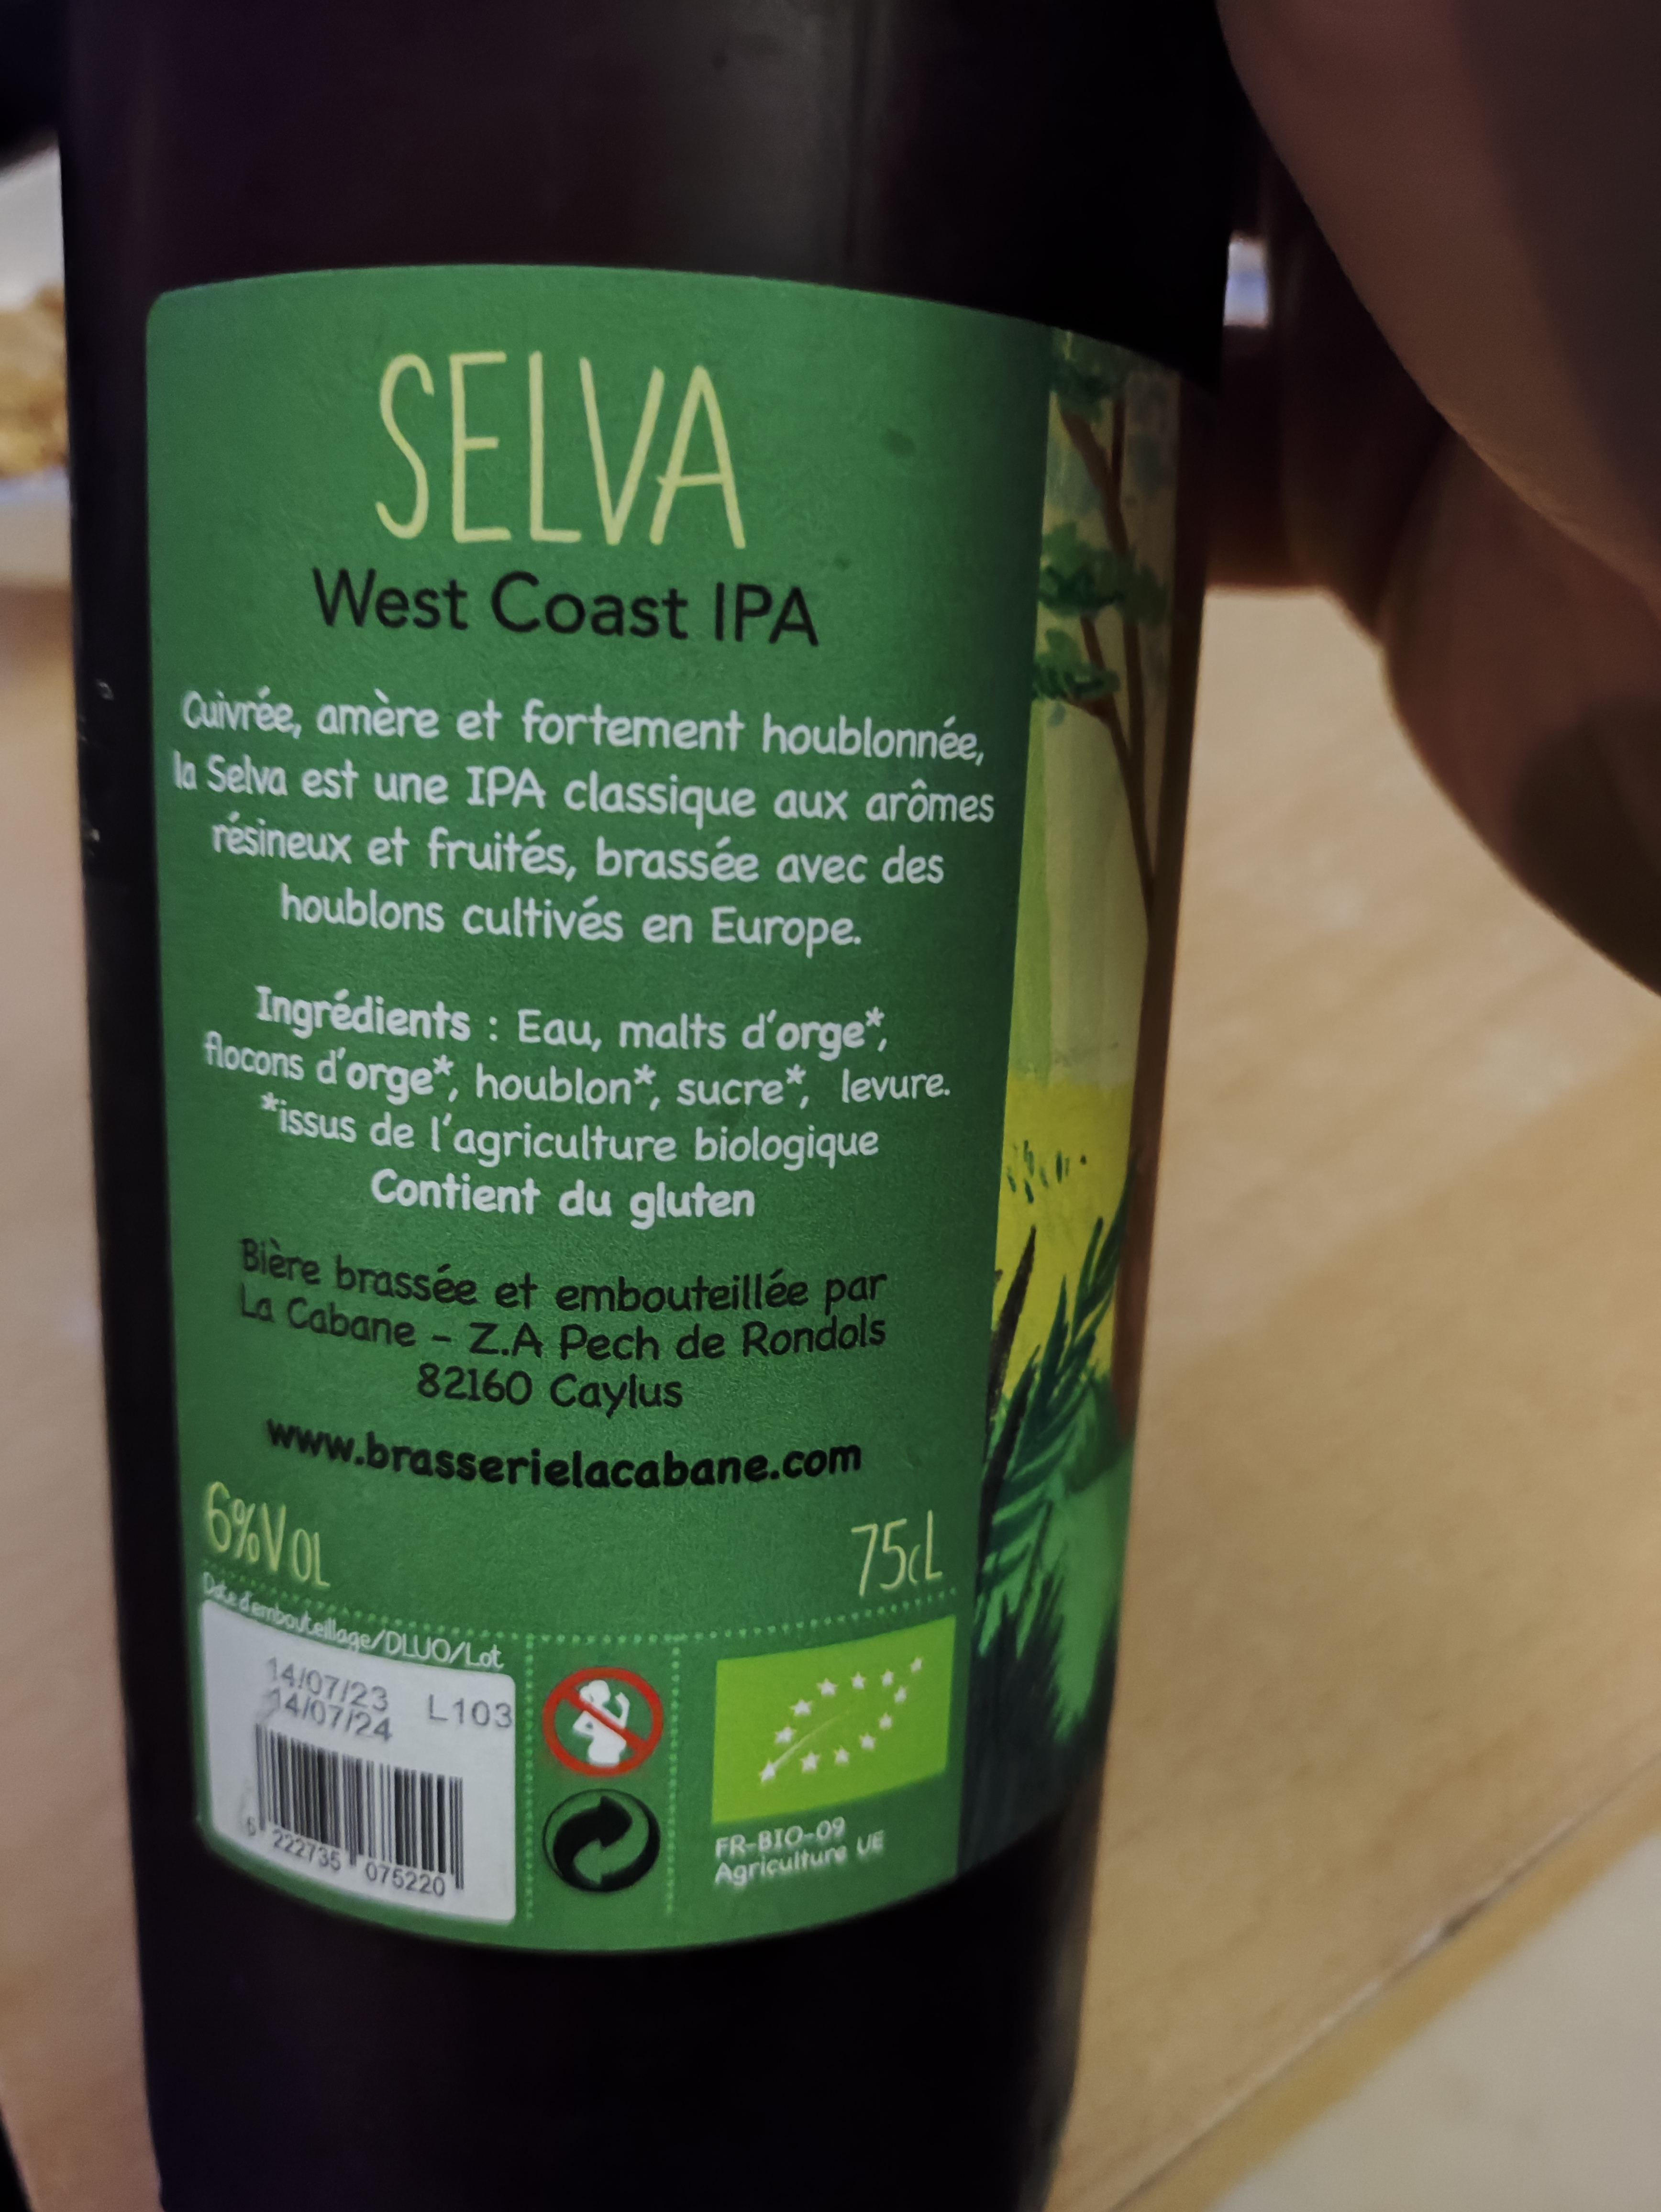 SELVA
West Coast IPA
Cuivrée, amère et fortement houblonnée,
la Selva est une IPA classique aux arômes
résineux et fruités, brassée avec des
houblons cultivés en Europe.
Ingrédients : Eau, malts d'orge*,
flocons d'orge*, houblon*, sucre*, levure.
*issus de l'agriculture biologique
Contient du gluten
Bière brassée et embouteillée par
La Cabane - Z.A Pech de Rondols
82160 Caylus
www.brasserielacabane.com
6%VOL
75cL
Date d'embouteillage/DLUO/Lot
14/07/23 L103
14/07/24
222735 075220
FR-BIO-09
Agriculture UE